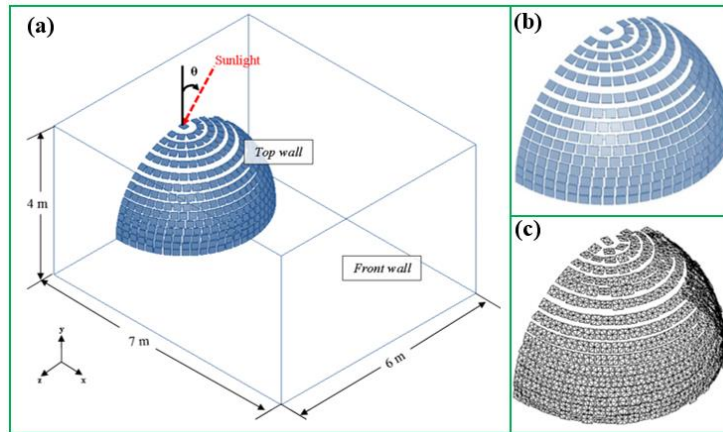 (a)
θ
Sunlight
Top wall
4 m
Front wall
7 m
6 m
y
z
x
(b)
(c)